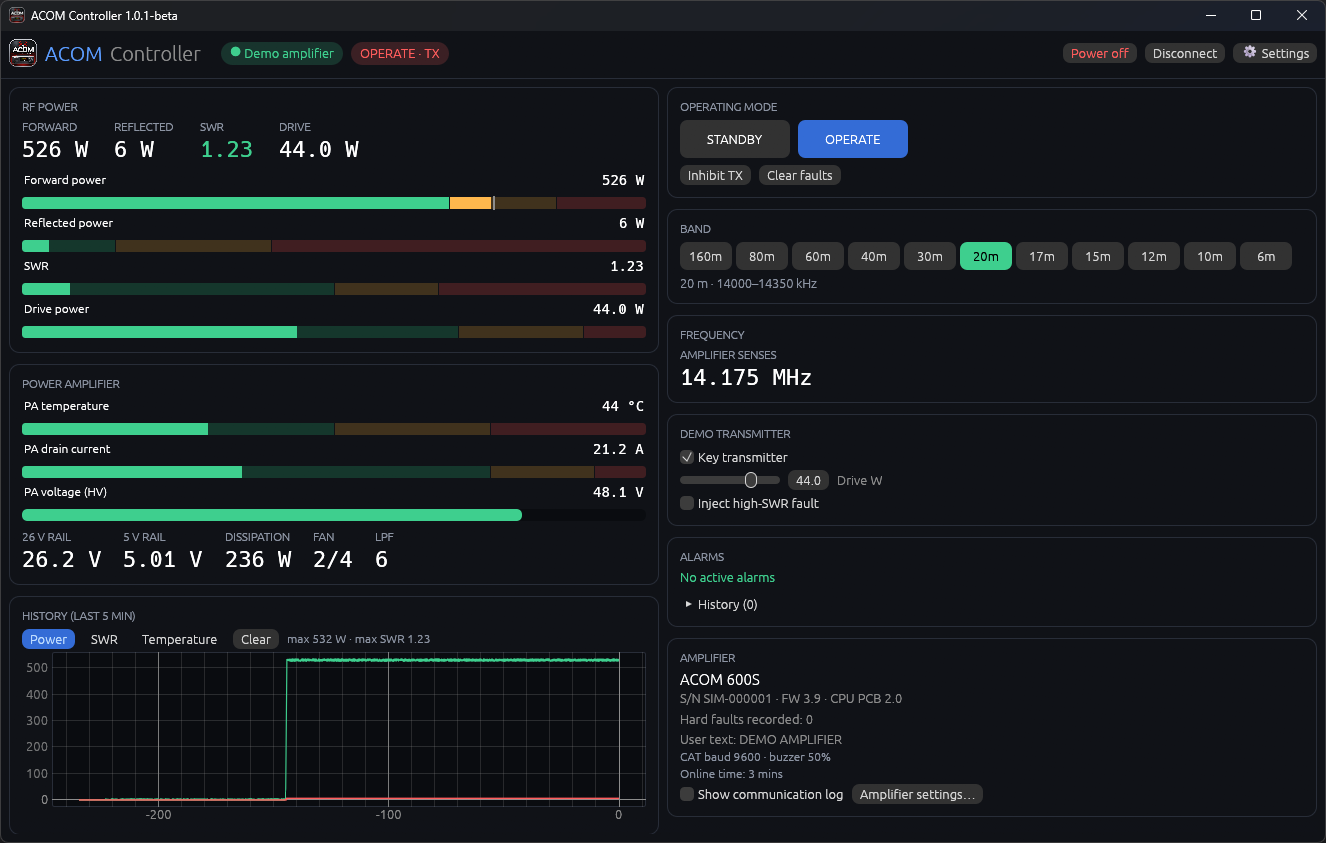 ACOM Controller 1.0.1-beta
ACOM
ACOM Controller
Demo amplifier
OPERATE · TX
Power off
Disconnect
Settings
RF POWER
FORWARD REFLECTED SWR DRIVE
526 W 6 W 1.23 44.0 W
Forward power 526 W
Reflected power 6 W
SWR 1.23
Drive power 44.0 W
POWER AMPLIFIER
PA temperature 44 °C
PA drain current 21.2 A
PA voltage (HV) 48.1 V
26 V RAIL 5 V RAIL DISSIPATION FAN LPF
26.2 V 5.01 V 236 W 2/4 6
HISTORY (LAST 5 MIN)
Power SWR Temperature Clear max 532 W · max SWR 1.23
500
400
300
200
100
0
-200 -100 0
OPERATING MODE
STANDBY OPERATE
Inhibit TX Clear faults
BAND
160m 80m 60m 40m 30m 20m 17m 15m 12m 10m 6m
20 m · 14000–14350 kHz
FREQUENCY
AMPLIFIER SENSES
14.175 MHz
DEMO TRANSMITTER
Key transmitter
44.0 Drive W
Inject high-SWR fault
ALARMS
No active alarms
History (0)
AMPLIFIER
ACOM 600S
S/N SIM-000001 · FW 3.9 · CPU PCB 2.0
Hard faults recorded: 0
User text: DEMO AMPLIFIER
CAT baud 9600 · buzzer 50%
Online time: 3 mins
Show communication log Amplifier settings…